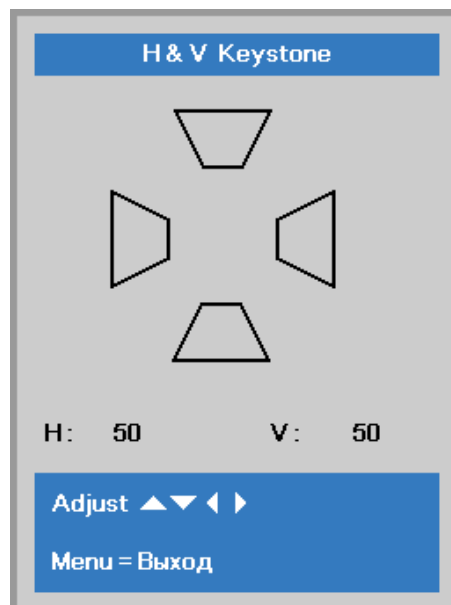 H & V Keystone
H: 50 V: 50
Adjust ▲▼◀▶
Menu = Выход